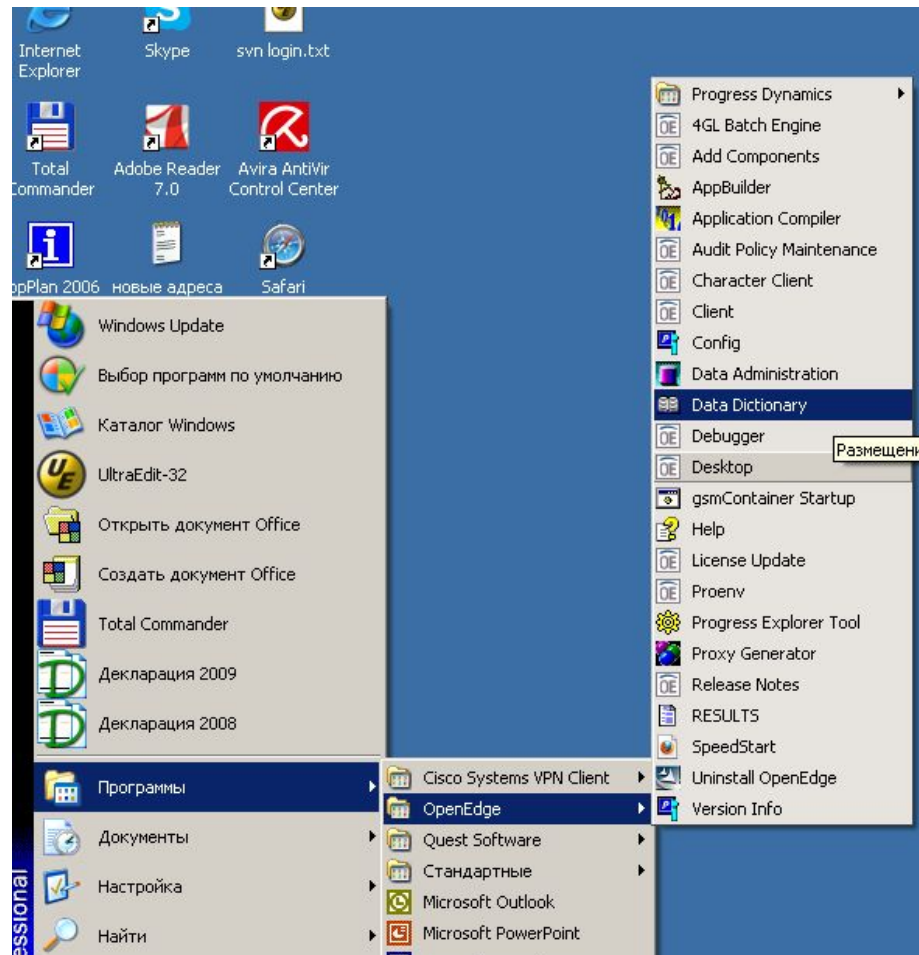 Internet
Explorer
Skype
svn login.txt
Total
Commander
Adobe Reader
7.0
Avira AntiVir
Control Center
opPlan 2006
новые адреса
Safari
Windows Update
Выбор программ по умолчанию
Каталог Windows
UltraEdit-32
Открыть документ Office
Создать документ Office
Total Commander
Декларация 2009
Декларация 2008
Программы
Документы
Настройка
Найти
essional
Cisco Systems VPN Client
OpenEdge
Quest Software
Стандартные
Microsoft Outlook
Microsoft PowerPoint
Progress Dynamics
4GL Batch Engine
Add Components
AppBuilder
Application Compiler
Audit Policy Maintenance
Character Client
Client
Config
Data Administration
Data Dictionary
Debugger
Размещени
Desktop
gsmContainer Startup
Help
License Update
Proenv
Progress Explorer Tool
Proxy Generator
Release Notes
RESULTS
SpeedStart
Uninstall OpenEdge
Version Info